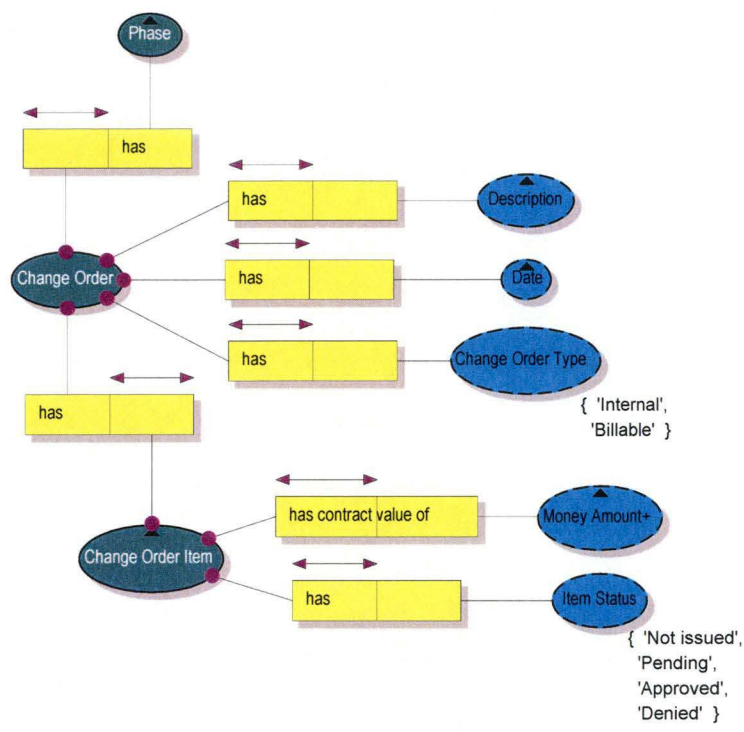 Phase
has
has
Description
Change Order
has
Date
has
Change Order Type
{ 'Internal',
'Billable' }
has
has contract value of
Money Amount+
Change Order Item
has
Item Status
{ 'Not issued',
'Pending',
'Approved',
'Denied' }